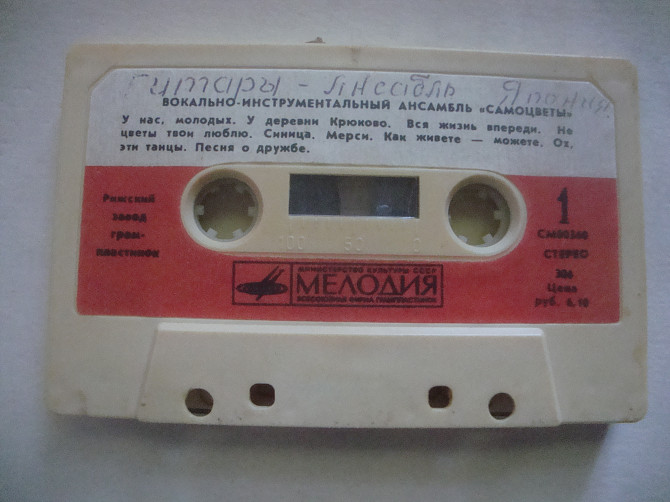 Гитары - Ансабль Япония
ВОКАЛЬНО-ИНСТРУМЕНТАЛЬНЫЙ АНСАМБЛЬ «САМОЦВЕТЫ»
У нас, молодых. У деревни Крюково. Вся жизнь впереди. Не
цветы твои люблю. Синица. Мерси. Как живете — можете. Ох,
эти танцы. Песня о дружбе.
Рижский
завод
грам-
пластинок
1
СМ00360
СТЕРЕО
306
Цена
руб. 6,10
100 50 0
МИНИСТЕРСТВО КУЛЬТУРЫ СССР
МЕЛОДИЯ
ВСЕСОЮЗНАЯ ФИРМА ГРАМПЛАСТИНОК